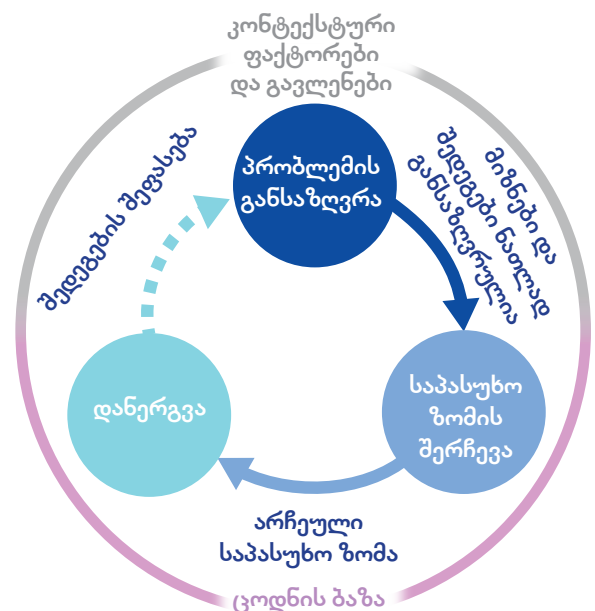 კონტექსტური
ფაქტორები
და გავლენები
პრობლემის
განსაზღვრა
მიზნები და
შედეგები ნათლად
განსაზღვრულია
საპასუხო
ზომის
შერჩევა
არჩეული
საპასუხო ზომა
დანერგვა
შედეგების შეფასება
ცოდნის ბაზა